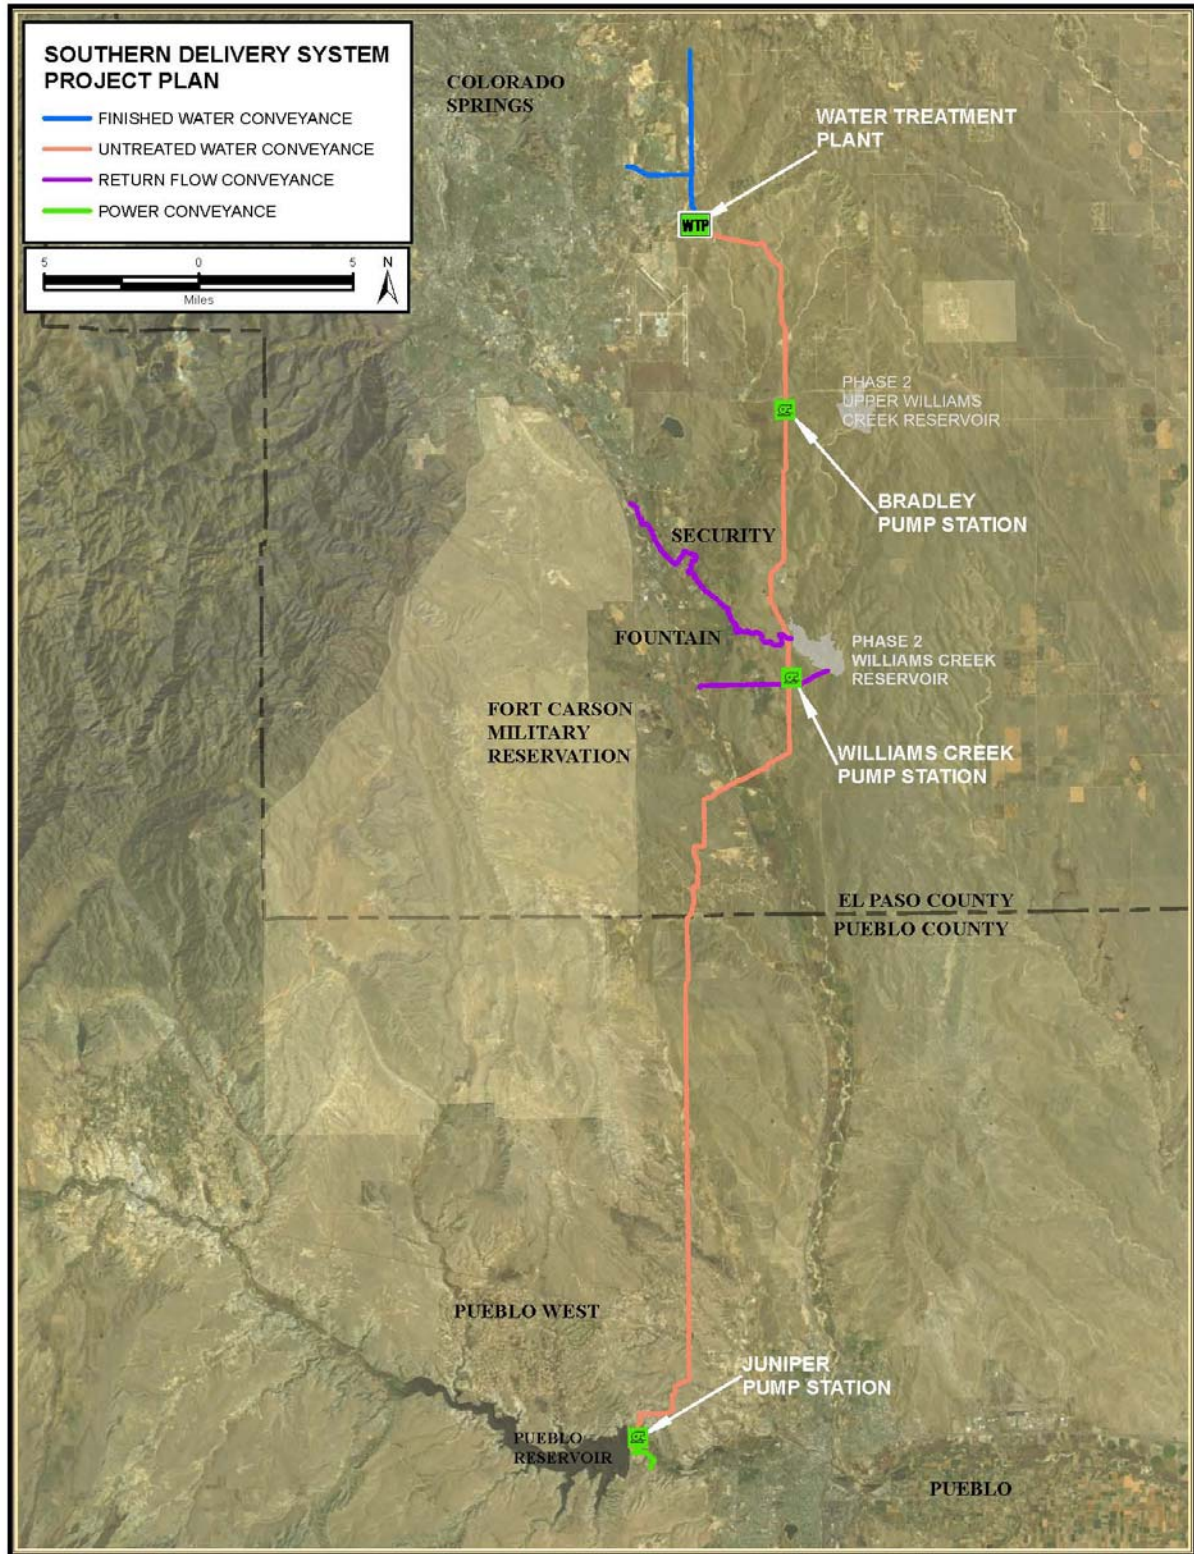 SOUTHERN DELIVERY SYSTEM
PROJECT PLAN
FINISHED WATER CONVEYANCE
UNTREATED WATER CONVEYANCE
RETURN FLOW CONVEYANCE
POWER CONVEYANCE
5 0 5
Miles
N
COLORADO
SPRINGS
WATER TREATMENT
PLANT
WTP
PHASE 2
UPPER WILLIAMS
CREEK RESERVOIR
BRADLEY
PUMP STATION
SECURITY
FOUNTAIN
PHASE 2
WILLIAMS CREEK
RESERVOIR
FORT CARSON
MILITARY
RESERVATION
WILLIAMS CREEK
PUMP STATION
EL PASO COUNTY
PUEBLO COUNTY
PUEBLO WEST
JUNIPER
PUMP STATION
PUEBLO
RESERVOIR
PUEBLO